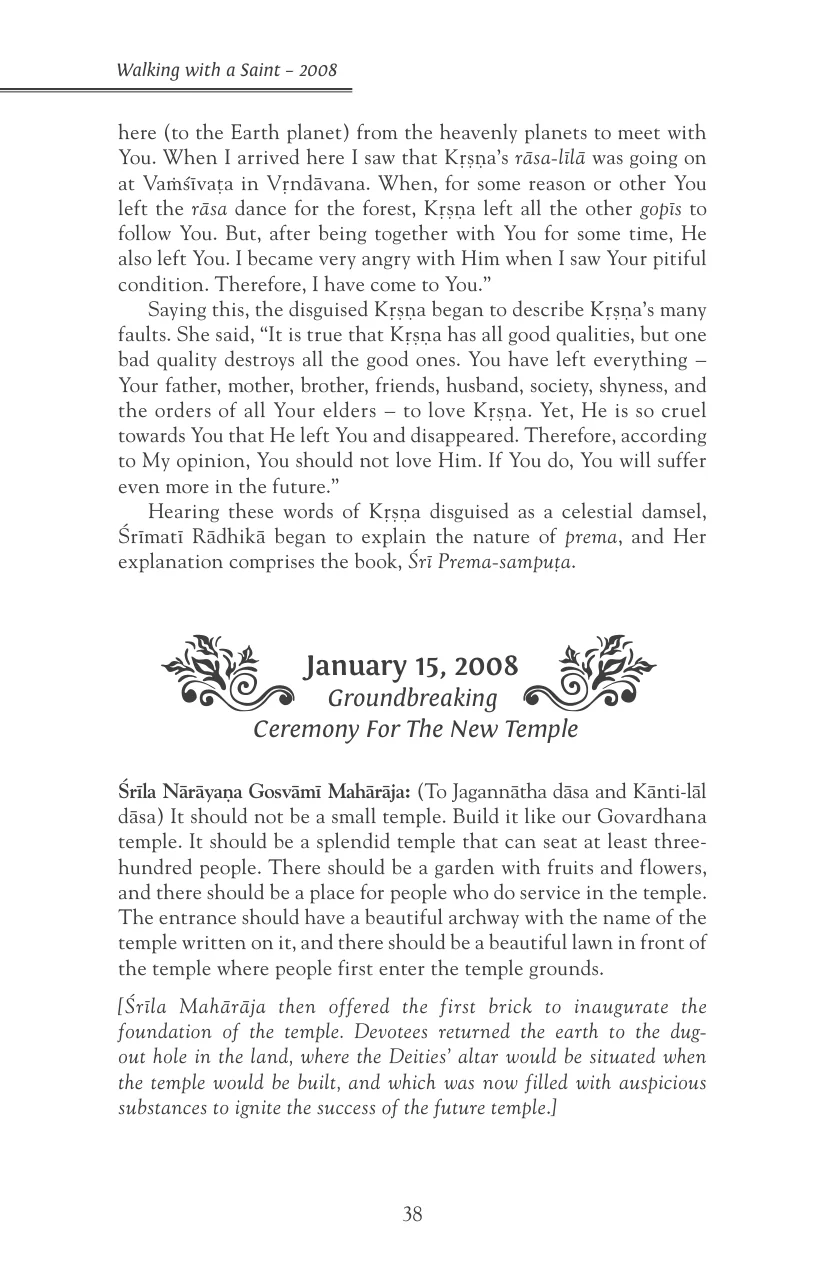 Walking with a Saint – 2008
here (to the Earth planet) from the heavenly planets to meet with
You. When I arrived here I saw that Kṛṣṇa’s rāsa-līlā was going on
at Vaṁśīvaṭa in Vṛndāvana. When, for some reason or other You
left the rāsa dance for the forest, Kṛṣṇa left all the other gopīs to
follow You. But, after being together with You for some time, He
also left You. I became very angry with Him when I saw Your pitiful
condition. Therefore, I have come to You.”
Saying this, the disguised Kṛṣṇa began to describe Kṛṣṇa’s many
faults. She said, “It is true that Kṛṣṇa has all good qualities, but one
bad quality destroys all the good ones. You have left everything –
Your father, mother, brother, friends, husband, society, shyness, and
the orders of all Your elders – to love Kṛṣṇa. Yet, He is so cruel
towards You that He left You and disappeared. Therefore, according
to My opinion, You should not love Him. If You do, You will suffer
even more in the future.”
Hearing these words of Kṛṣṇa disguised as a celestial damsel,
Śrīmatī Rādhikā began to explain the nature of prema, and Her
explanation comprises the book, Śrī Prema-sampuṭa.
January 15, 2008
Groundbreaking
Ceremony For The New Temple
Śrīla Nārāyaṇa Gosvāmī Mahārāja: (To Jagannātha dāsa and Kānti-lāl
dāsa) It should not be a small temple. Build it like our Govardhana
temple. It should be a splendid temple that can seat at least three-
hundred people. There should be a garden with fruits and flowers,
and there should be a place for people who do service in the temple.
The entrance should have a beautiful archway with the name of the
temple written on it, and there should be a beautiful lawn in front of
the temple where people first enter the temple grounds.
[Śrīla Mahārāja then offered the first brick to inaugurate the
foundation of the temple. Devotees returned the earth to the dug-
out hole in the land, where the Deities’ altar would be situated when
the temple would be built, and which was now filled with auspicious
substances to ignite the success of the future temple.]
38